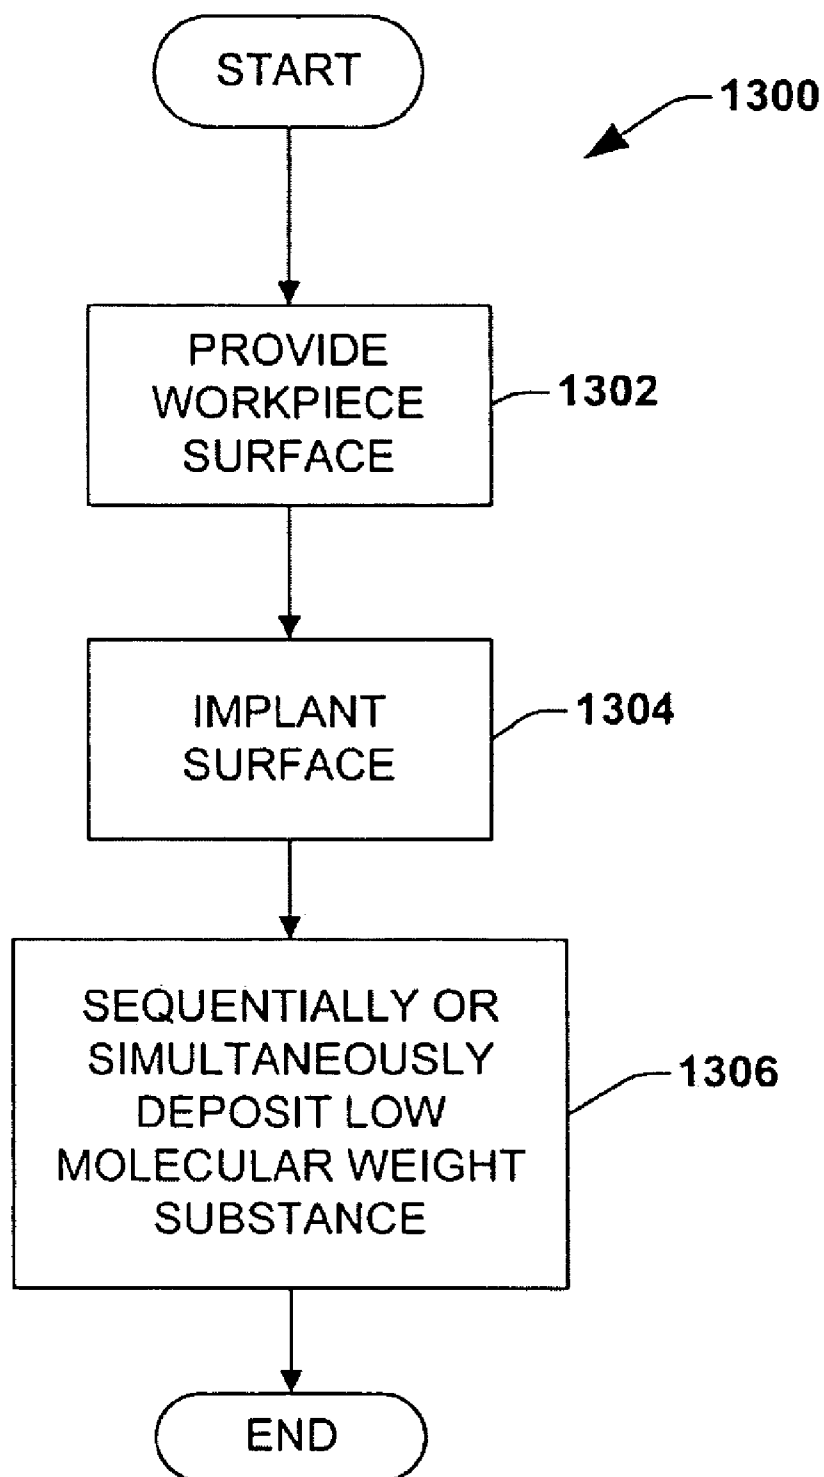 START
1300
PROVIDE
WORKPIECE
SURFACE
1302
IMPLANT
SURFACE
1304
SEQUENTIALLY OR
SIMULTANEOUSLY
DEPOSIT LOW
MOLECULAR WEIGHT
SUBSTANCE
1306
END